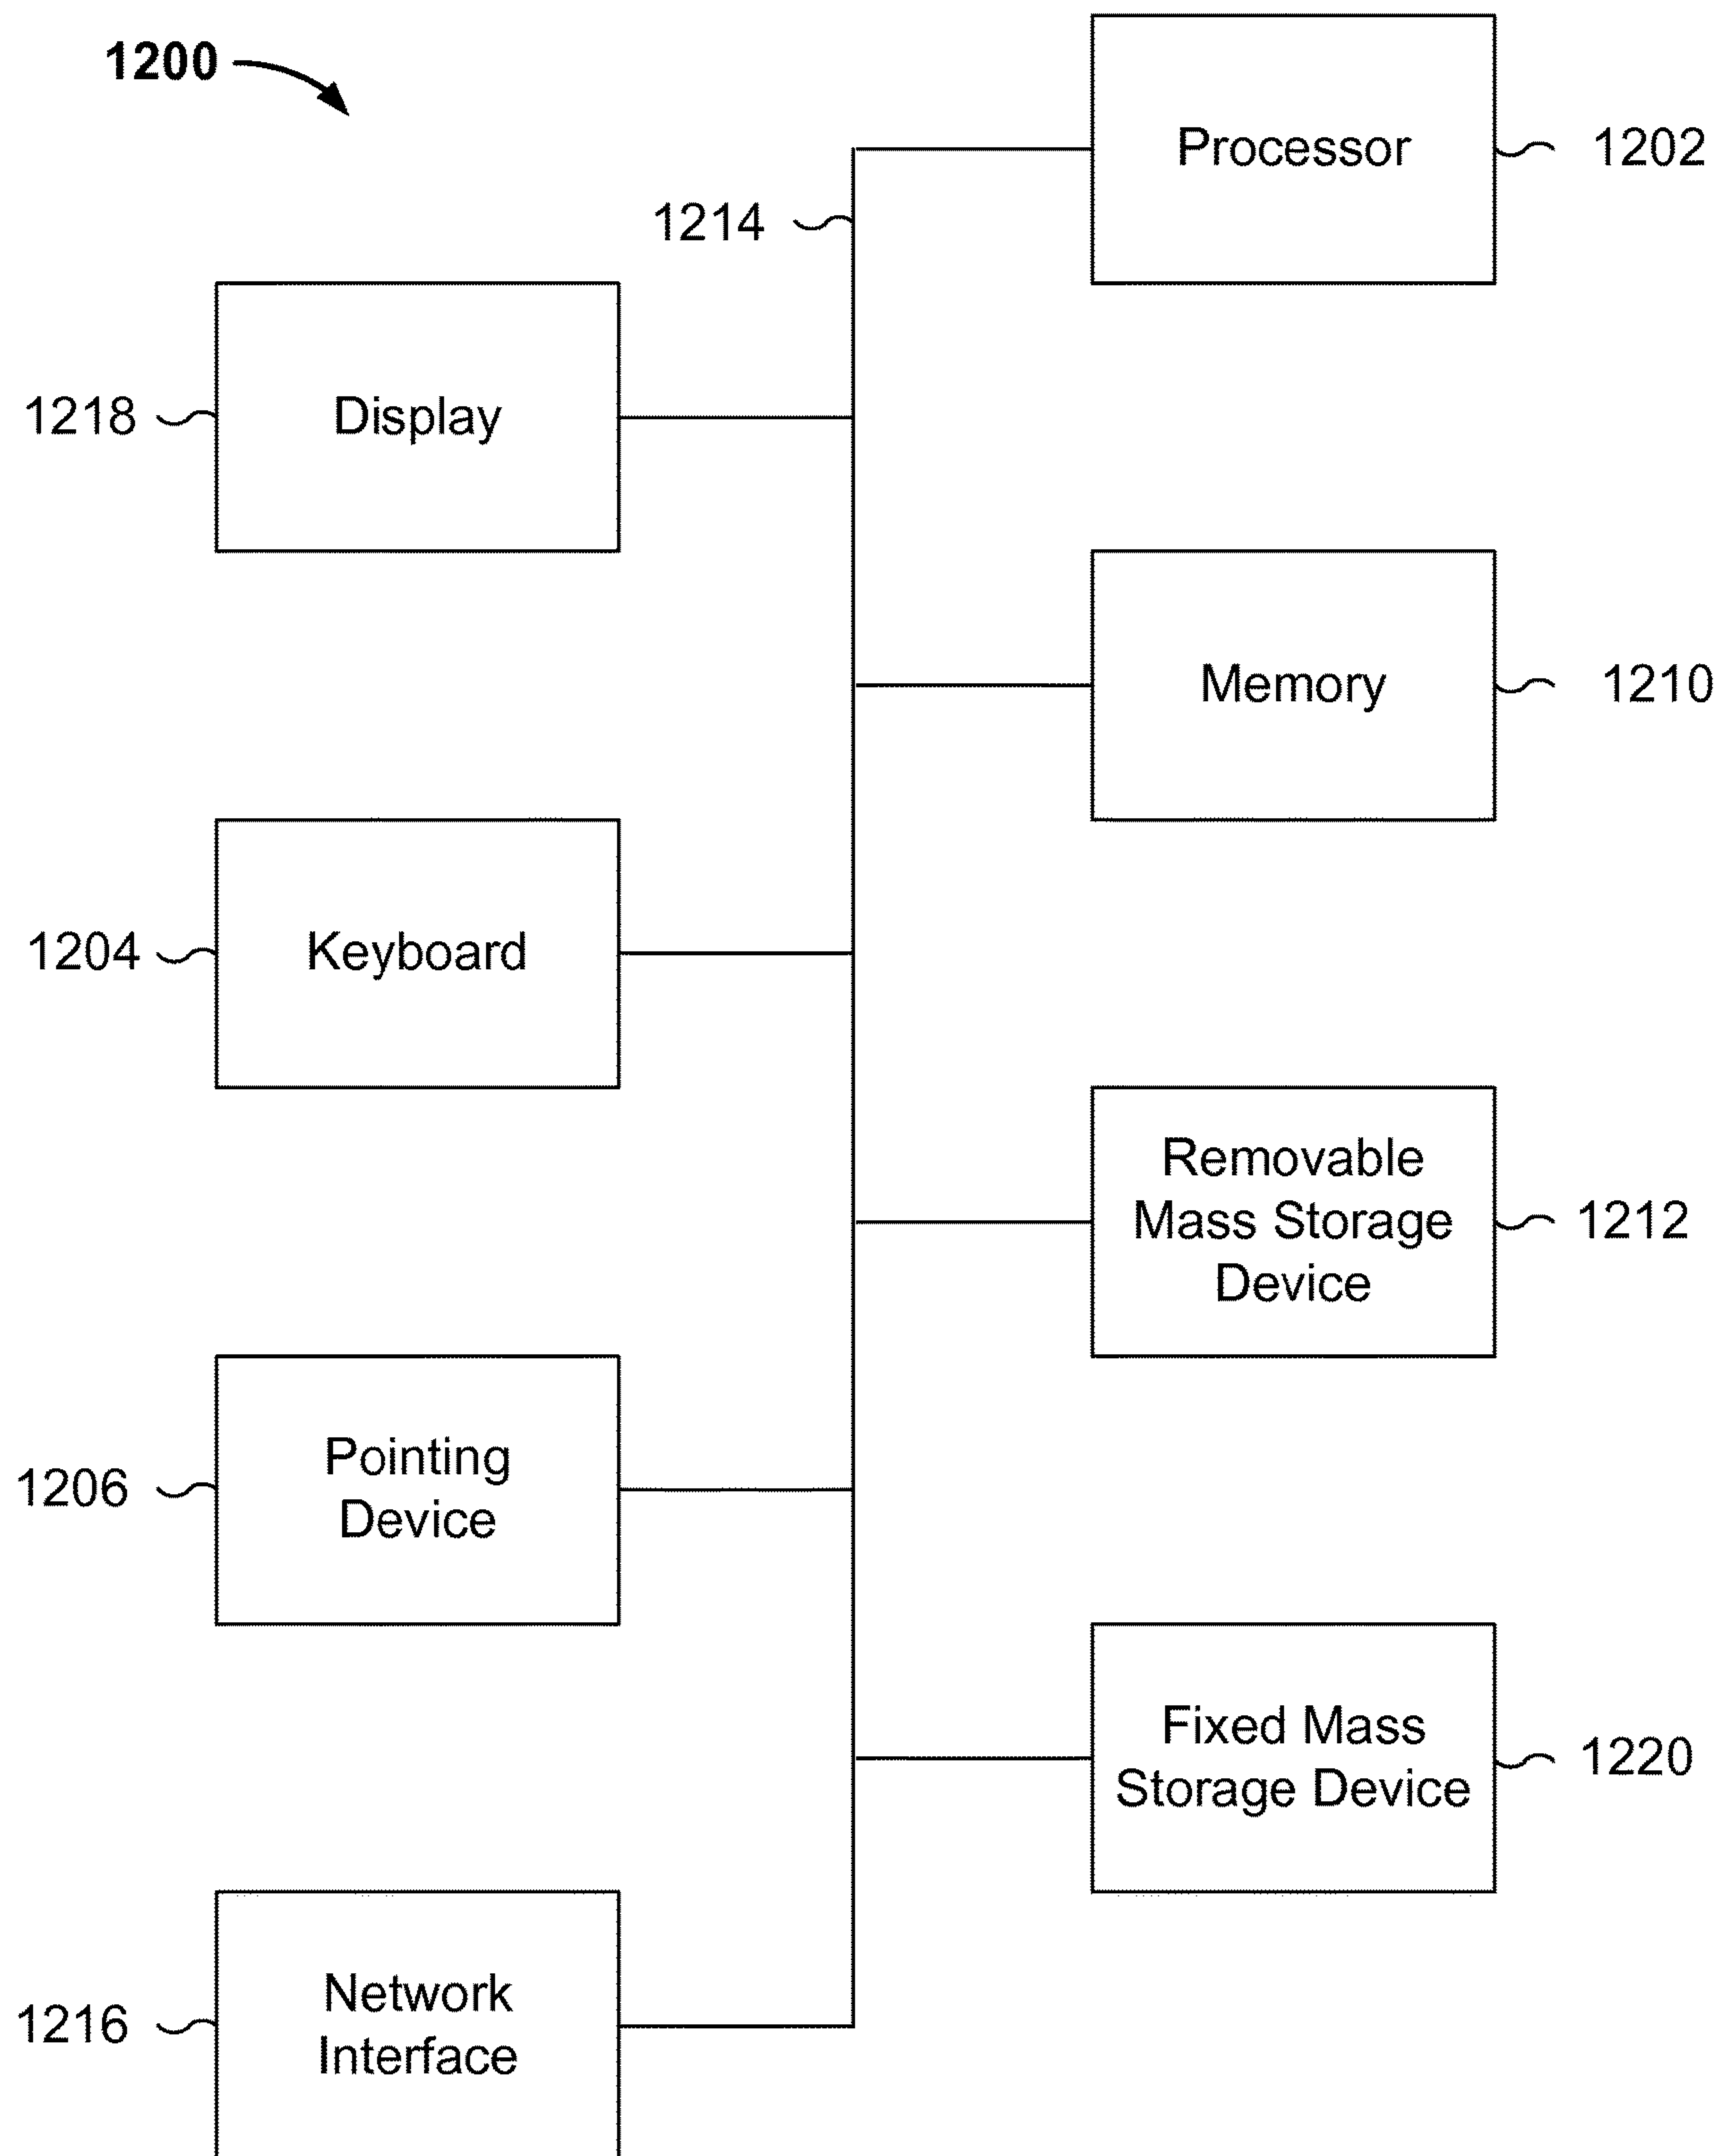 1200
Processor
1202
1214
1218
Display
Memory
1210
1204
Keyboard
Removable
Mass Storage
Device
1212
1206
Pointing
Device
Fixed Mass
Storage Device
1220
1216
Network
Interface